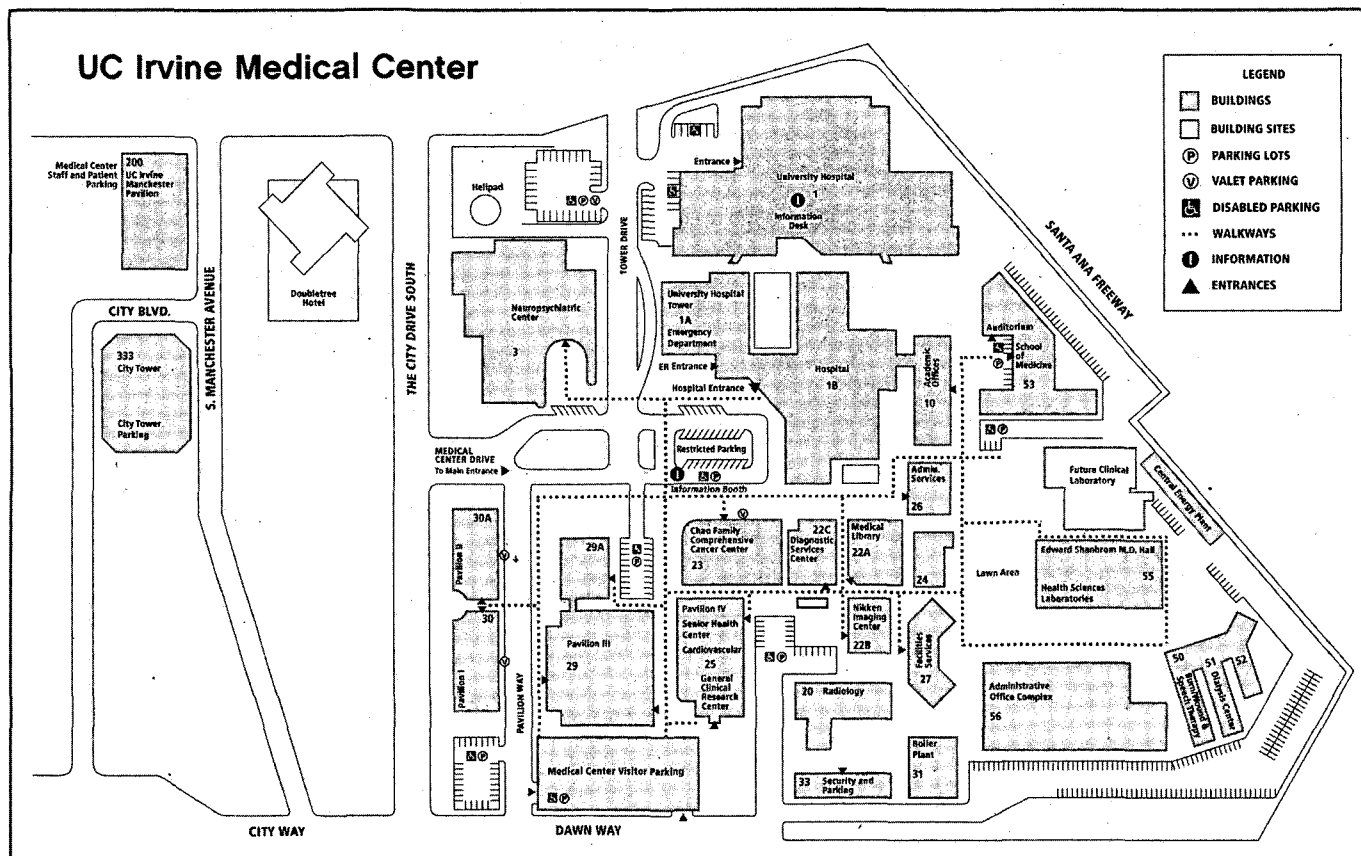 UC Irvine Medical Center
LEGEND
BUILDINGS
BUILDING SITES
P PARKING LOTS
V VALET PARKING
DISABLED PARKING
WALKWAYS
INFORMATION
ENTRANCES
Medical Center
Staff and Patient
Parking
200
UC Irvine
Manchester
Pavilion
CITY BLVD.
333
City Tower
City Tower
Parking
S. MANCHESTER AVENUE
Doubletree
Hotel
THE CITY DRIVE SOUTH
CITY WAY
Helipad
P V
TOWER DRIVE
Neuropsychiatric
Center
3
Entrance
University Hospital
1
Information
Desk
University Hospital
Tower
1A
Emergency
Department
ER Entrance
Hospital Entrance
Hospital
1B
Academic
Offices
10
SANTA ANA FREEWAY
Auditorium
P
School
of
Medicine
53
P
MEDICAL
CENTER DRIVE
To Main Entrance
Restricted Parking
P
Information Booth
Admin.
Services
26
Future Clinical
Laboratory
Central Energy Plant
30A
Pavilion II
V
29A
P
V
Chao Family
Comprehensive
Cancer Center
23
22C
Diagnostic
Services
Center
Medical
Library
22A
24
Lawn Area
Edward Shanbrom M.D. Hall
55
Health Sciences
Laboratories
30
Pavilion I
V
PAVILION WAY
Pavilion III
29
Pavilion IV
Senior Health
Center
Cardiovascular
25
General
Clinical
Research
Center
P
Nikken
Imaging
Center
22B
Facilities
Services
27
20 Radiology
Administrative
Office Complex
56
50
Burn/Wound &
Speech Therapy
51
Dialysis Center
52
P
Medical Center Visitor Parking
P
33 Security and
Parking
Boiler
Plant
31
DAWN WAY